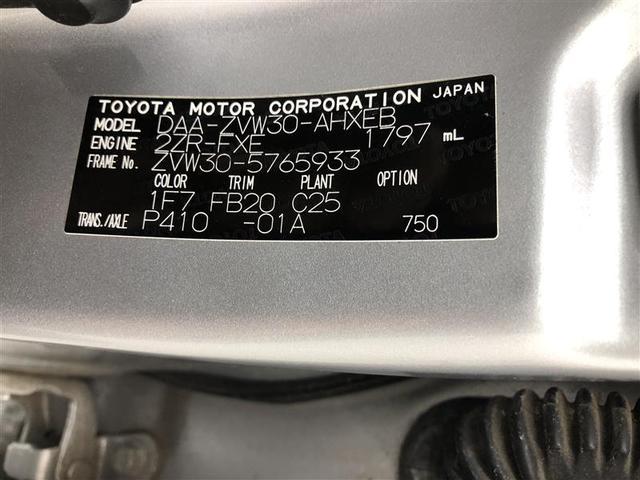 TOYOTA MOTOR CORPORATION JAPAN
MODEL DAA-ZVW30-AHXEB
ENGINE 2ZR-FXE 1797 mL
FRAME No. ZVW30-5765933
COLOR TRIM PLANT OPTION
1F7 FB20 C25
TRANS./AXLE P410 -01A 750